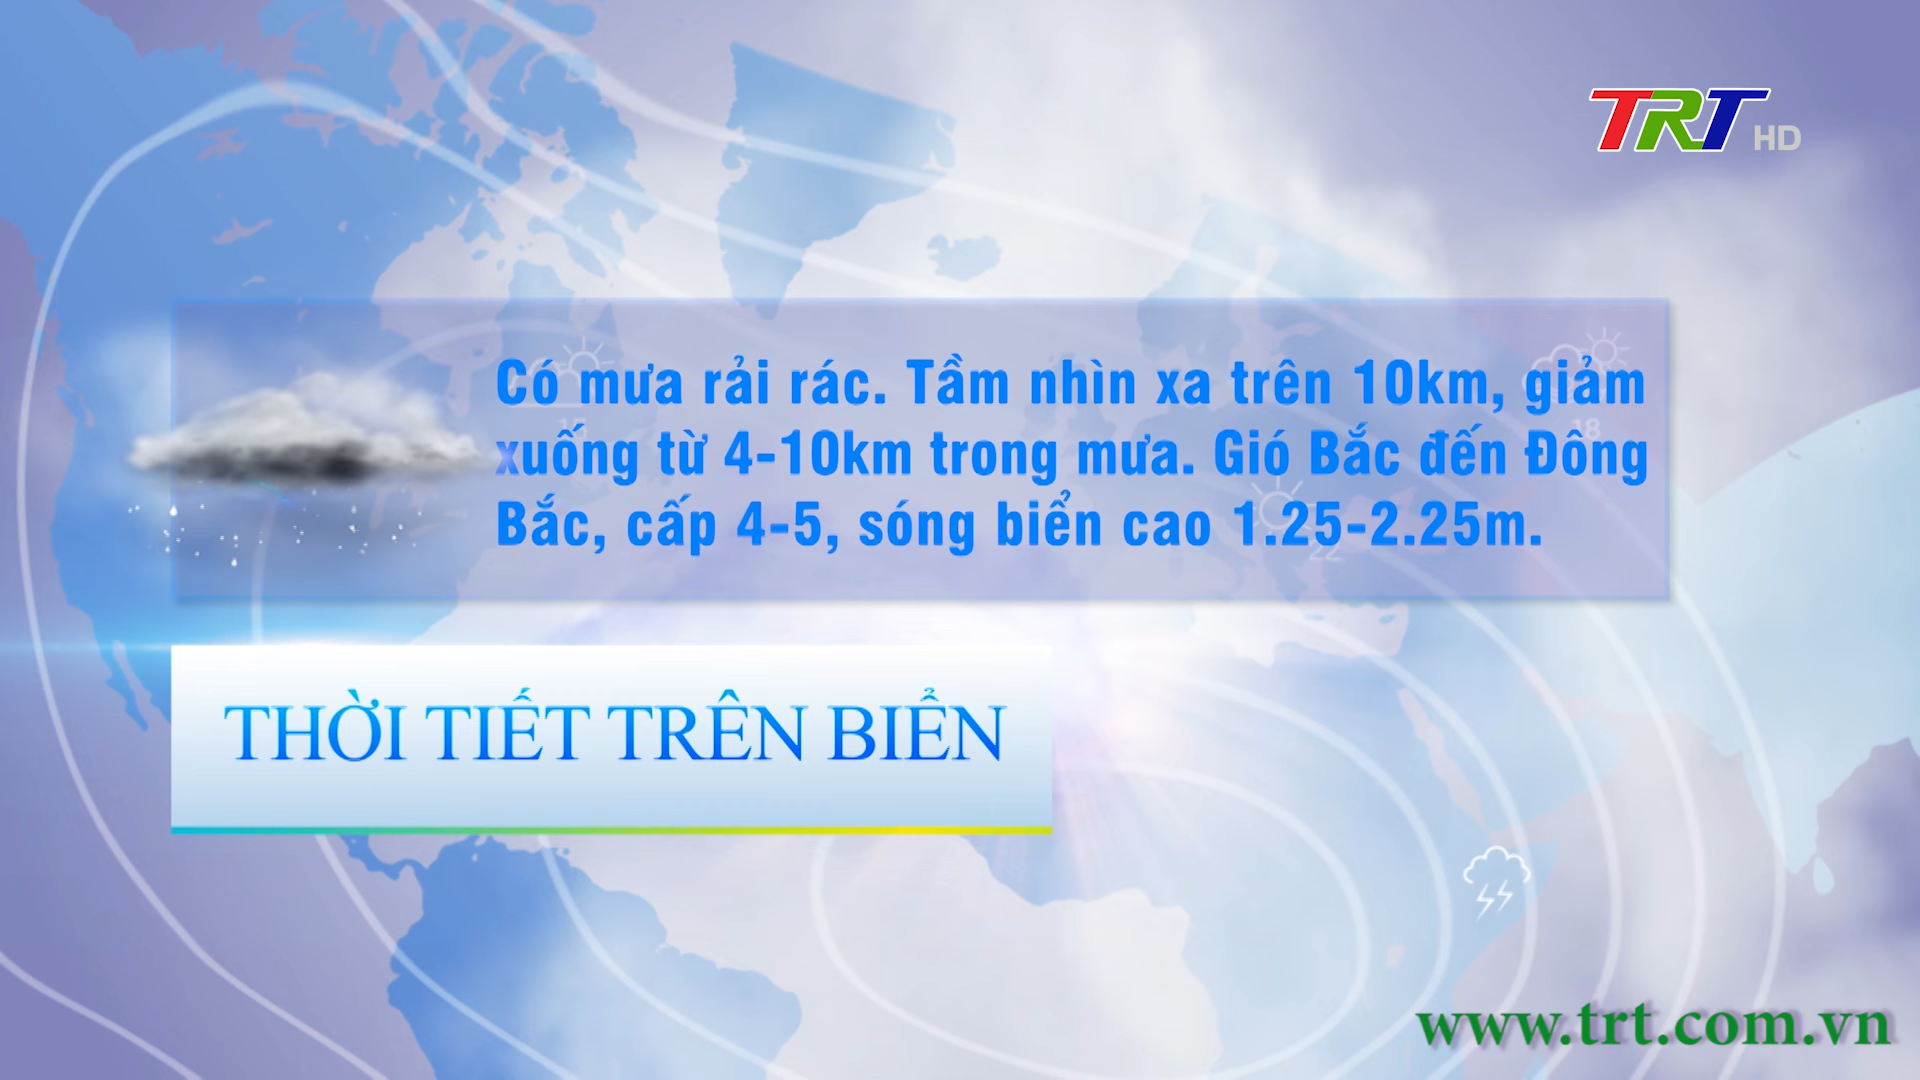 TRT HD
Có mưa rải rác. Tầm nhìn xa trên 10km, giảm
xuống từ 4-10km trong mưa. Gió Bắc đến Đông
Bắc, cấp 4-5, sóng biển cao 1.25-2.25m.
18
22
THỜI TIẾT TRÊN BIỂN
www.trt.com.vn